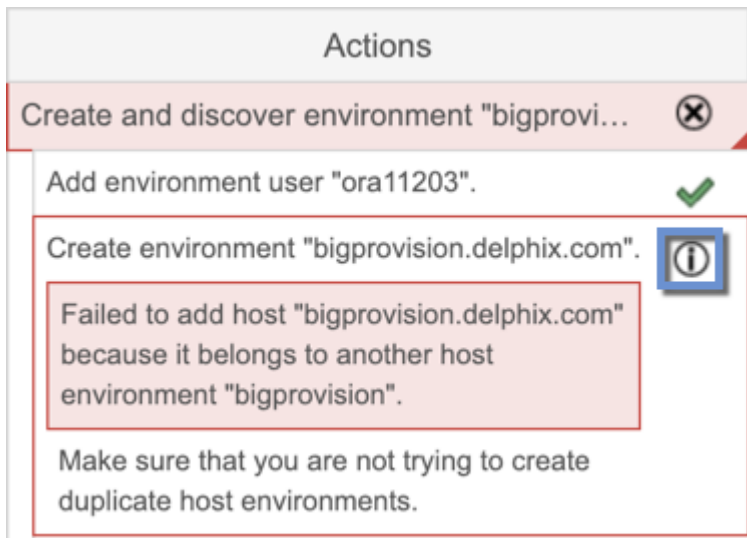 Actions
Create and discover environment "bigprovi...
Add environment user "ora11203".
Create environment "bigprovision.delphix.com".
Failed to add host "bigprovision.delphix.com"
because it belongs to another host
environment "bigprovision".
Make sure that you are not trying to create
duplicate host environments.